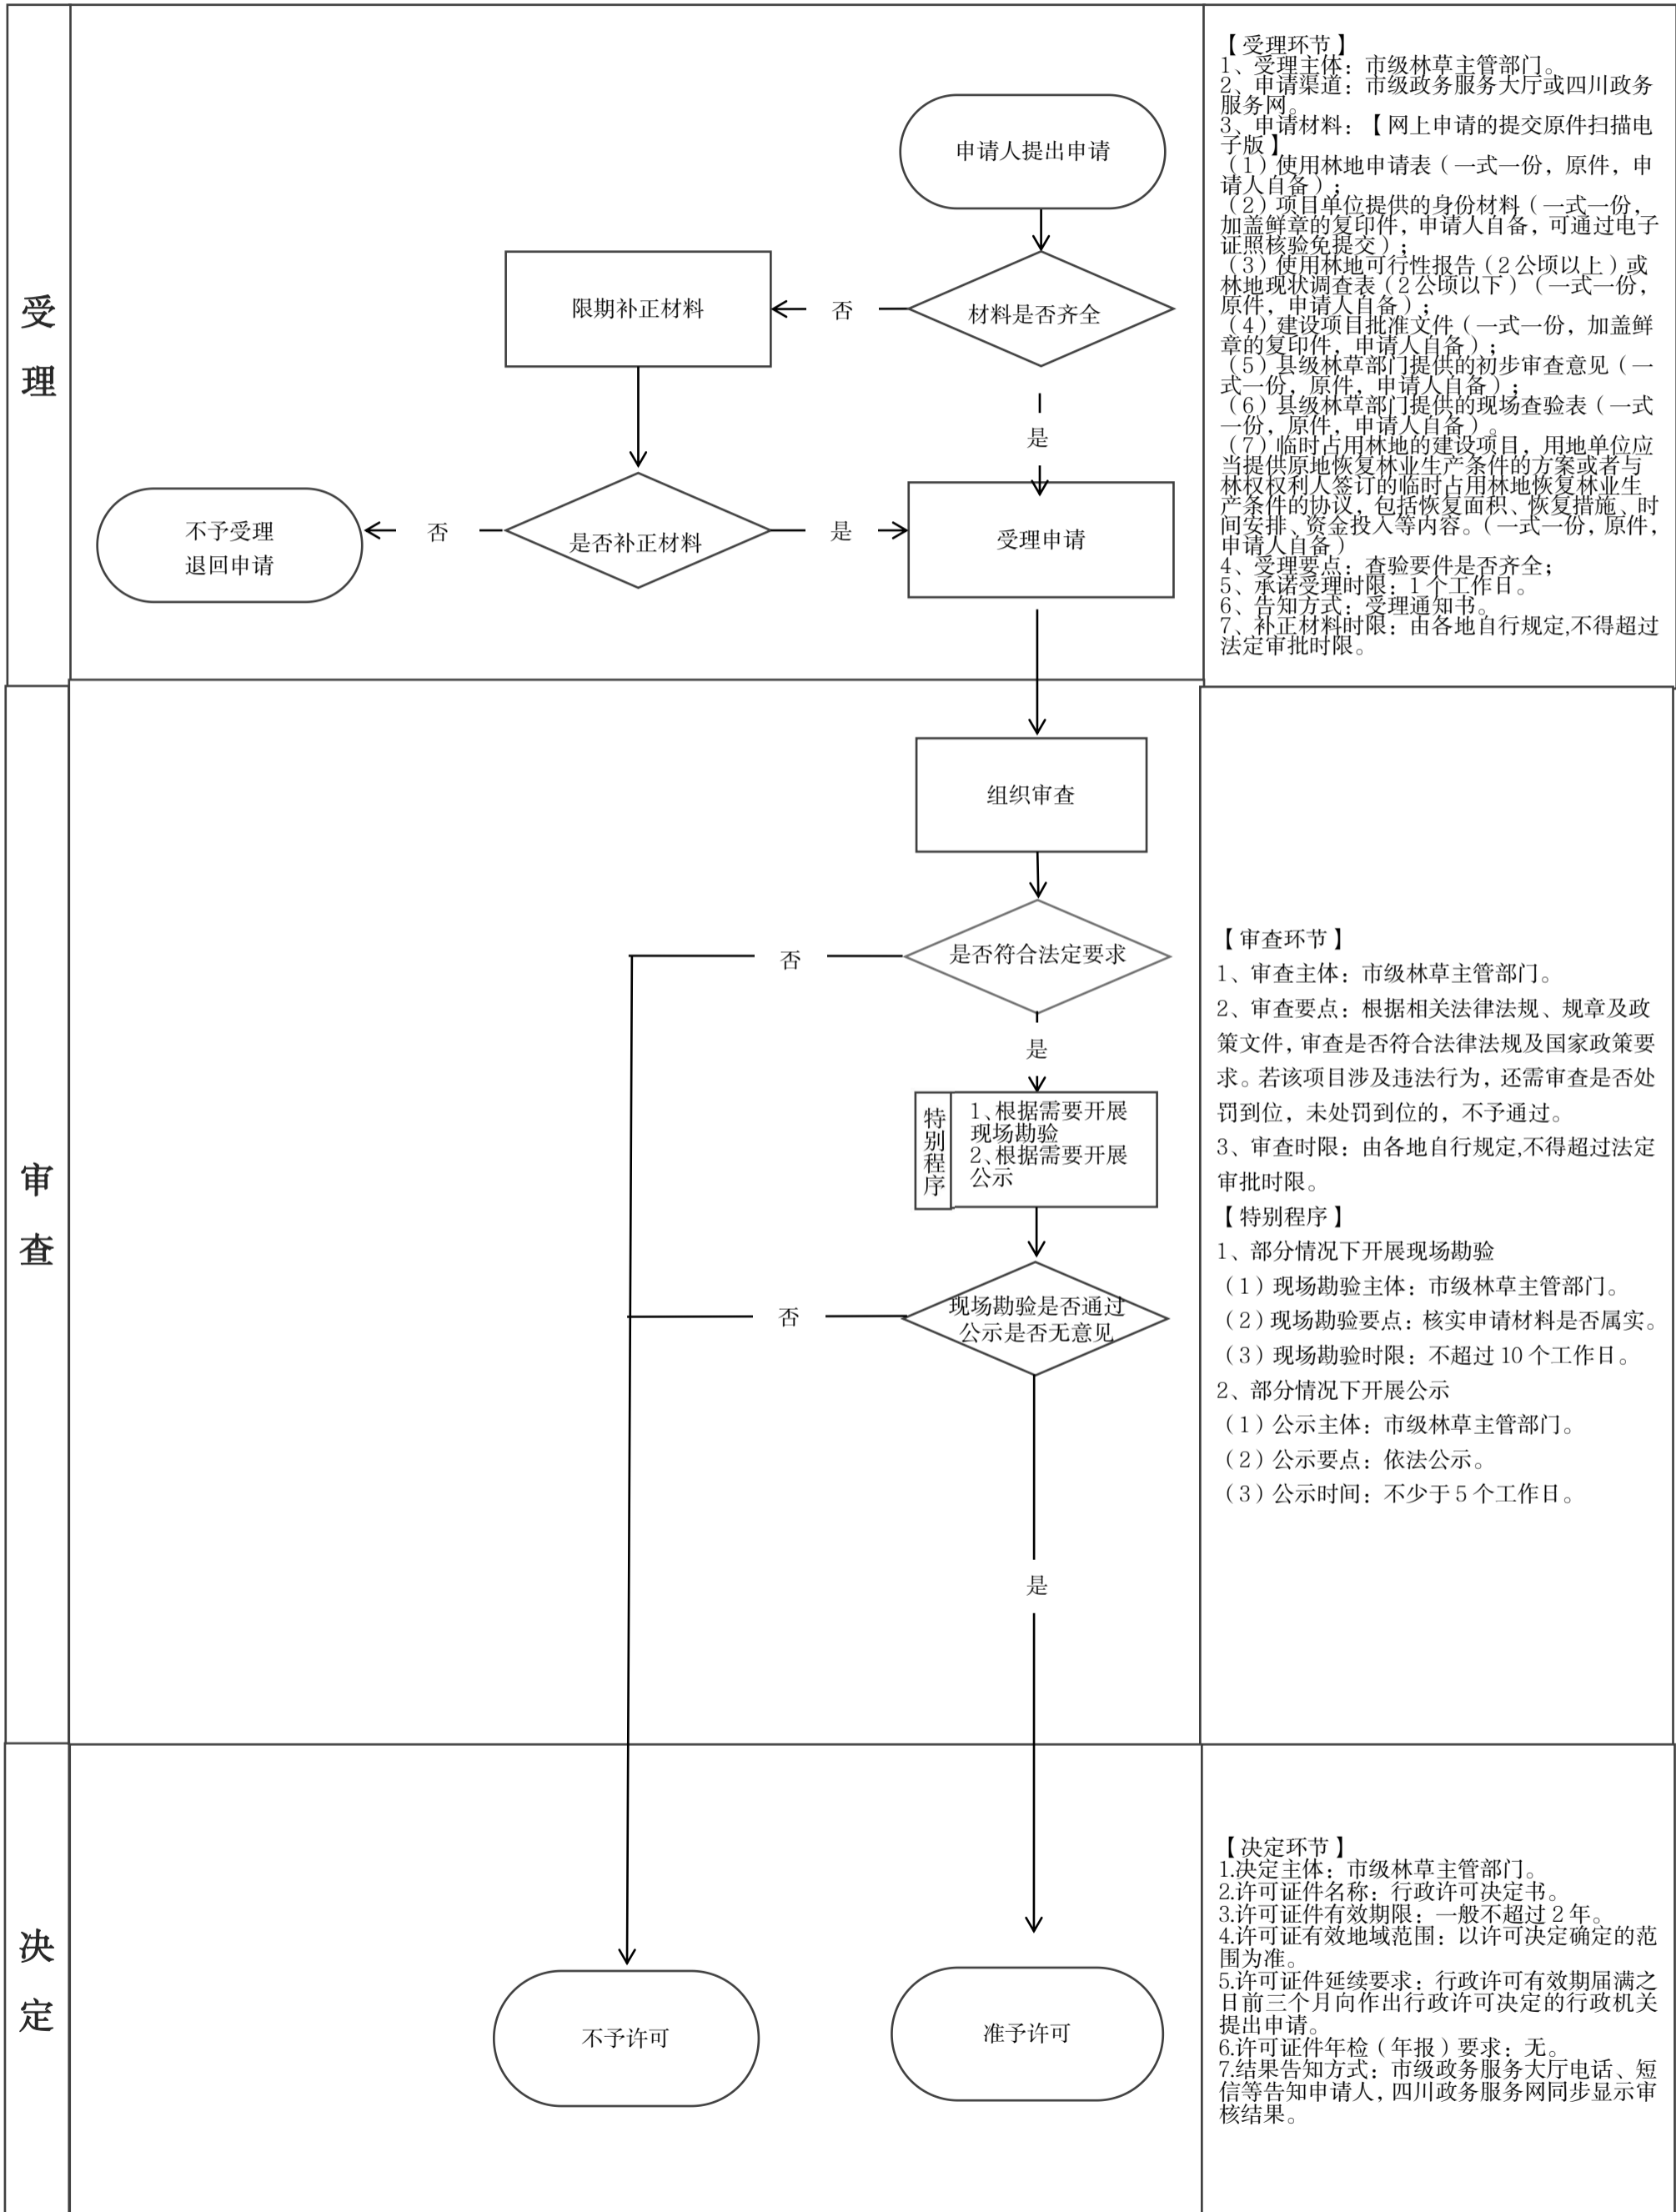 受
理
申请人提出申请
限期补正材料
否
材料是否齐全
是
不予受理
退回申请
否
是否补正材料
是
受理申请
【受理环节】
1、受理主体：市级林草主管部门。
2、申请渠道：市级政务服务大厅或四川政务
服务网。
3、申请材料：【网上申请的提交原件扫描电
子版】
（1）使用林地申请表（一式一份，原件，申
请人自备）；
（2）项目单位提供的身份材料（一式一份，
加盖鲜章的复印件，申请人自备，可通过电子
证照核验免提交）；
（3）使用林地可行性报告（2公顷以上）或
林地现状调查表（2公顷以下）（一式一份，
原件，申请人自备）；
（4）建设项目批准文件（一式一份，加盖鲜
章的复印件，申请人自备）；
（5）县级林草部门提供的初步审查意见（一
式一份，原件，申请人自备）；
（6）县级林草部门提供的现场查验表（一式
一份，原件，申请人自备）。
（7）临时占用林地的建设项目，用地单位应
当提供原地恢复林业生产条件的方案或者与
林权权利人签订的临时占用林地恢复林业生
产条件的协议，包括恢复面积、恢复措施、时
间安排、资金投入等内容。（一式一份，原件，
申请人自备）
4、受理要点：查验要件是否齐全；
5、承诺受理时限：1个工作日。
6、告知方式：受理通知书。
7、补正材料时限：由各地自行规定,不得超过
法定审批时限。
审
查
组织审查
否
是否符合法定要求
是
特别程序
1、根据需要开展
现场勘验
2、根据需要开展
公示
否
现场勘验是否通过
公示是否无意见
是
【审查环节】
1、审查主体：市级林草主管部门。
2、审查要点：根据相关法律法规、规章及政
策文件，审查是否符合法律法规及国家政策要
求。若该项目涉及违法行为，还需审查是否处
罚到位，未处罚到位的，不予通过。
3、审查时限：由各地自行规定,不得超过法定
审批时限。
【特别程序】
1、部分情况下开展现场勘验
（1）现场勘验主体：市级林草主管部门。
（2）现场勘验要点：核实申请材料是否属实。
（3）现场勘验时限：不超过10个工作日。
2、部分情况下开展公示
（1）公示主体：市级林草主管部门。
（2）公示要点：依法公示。
（3）公示时间：不少于5个工作日。
决
定
不予许可
准予许可
【决定环节】
1.决定主体：市级林草主管部门。
2.许可证件名称：行政许可决定书。
3.许可证件有效期限：一般不超过2年。
4.许可证有效地域范围：以许可决定确定的范
围为准。
5.许可证件延续要求：行政许可有效期届满之
日前三个月向作出行政许可决定的行政机关
提出申请。
6.许可证件年检（年报）要求：无。
7.结果告知方式：市级政务服务大厅电话、短
信等告知申请人，四川政务服务网同步显示审
核结果。